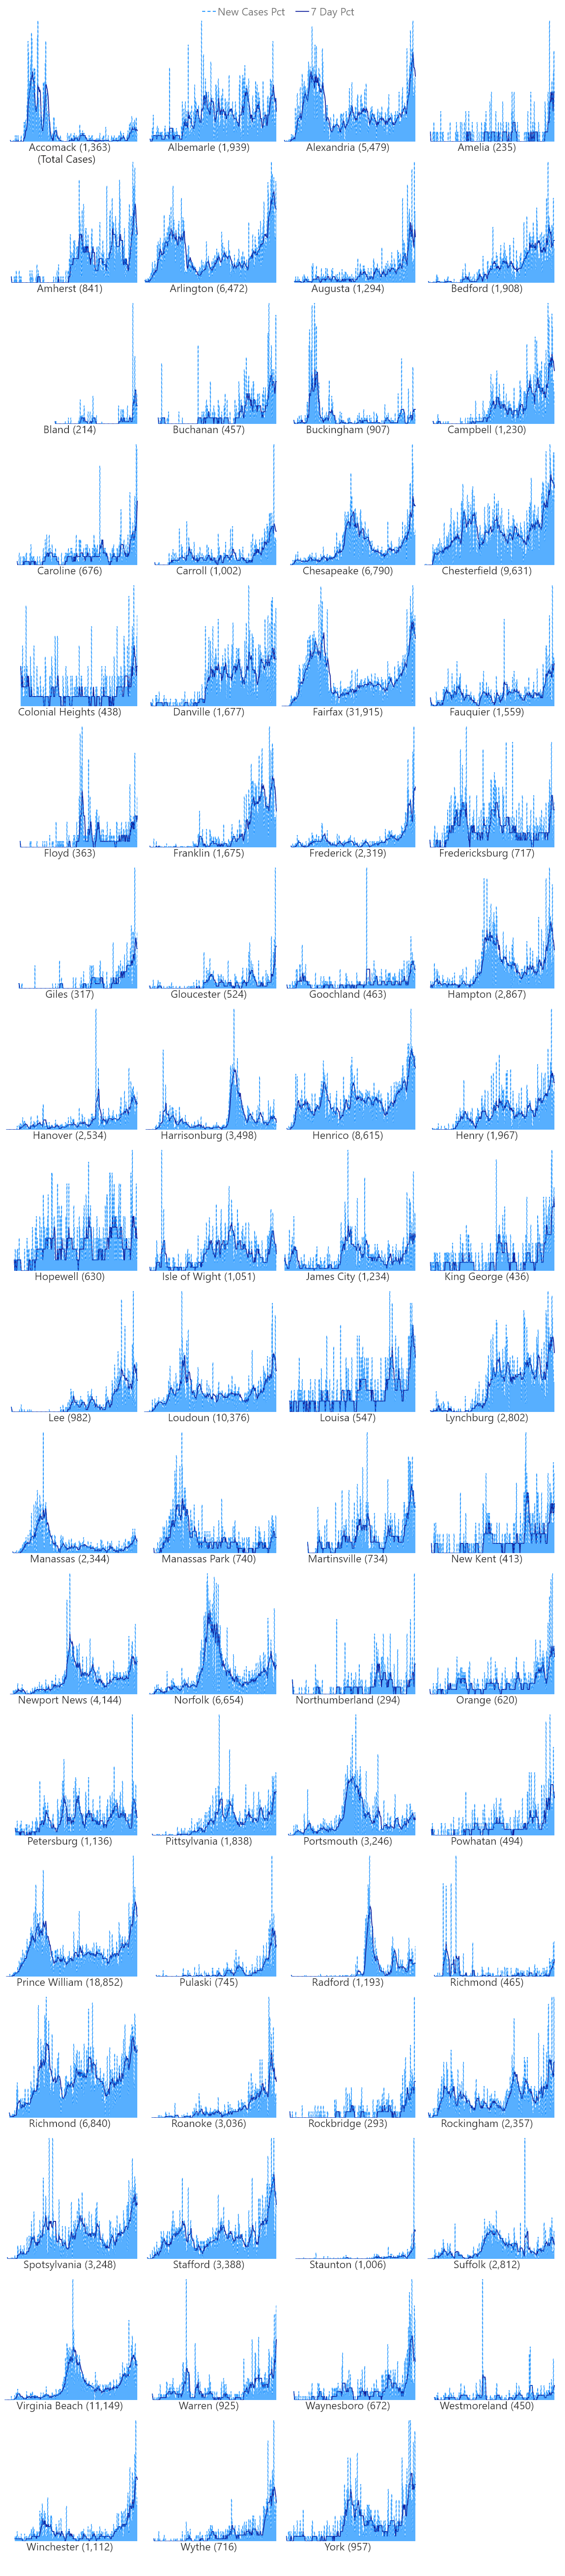 New Cases Pct 7 Day Pct
Accomack (1,363) Albemarle (1,939) Alexandria (5,479) Amelia (235)
(Total Cases)
Amherst (841) Arlington (6,472) Augusta (1,294) Bedford (1,908)
Bland (214) Buchanan (457) Buckingham (907) Campbell (1,230)
Caroline (676) Carroll (1,002) Chesapeake (6,790) Chesterfield (9,631)
Colonial Heights (438) Danville (1,677) Fairfax (31,915) Fauquier (1,559)
Floyd (363) Franklin (1,675) Frederick (2,319) Fredericksburg (717)
Giles (317) Gloucester (524) Goochland (463) Hampton (2,867)
Hanover (2,534) Harrisonburg (3,498) Henrico (8,615) Henry (1,967)
Hopewell (630) Isle of Wight (1,051) James City (1,234) King George (436)
Lee (982) Loudoun (10,376) Louisa (547) Lynchburg (2,802)
Manassas (2,344) Manassas Park (740) Martinsville (734) New Kent (413)
Newport News (4,144) Norfolk (6,654) Northumberland (294) Orange (620)
Petersburg (1,136) Pittsylvania (1,838) Portsmouth (3,246) Powhatan (494)
Prince William (18,852) Pulaski (745) Radford (1,193) Richmond (465)
Richmond (6,840) Roanoke (3,036) Rockbridge (293) Rockingham (2,357)
Spotsylvania (3,248) Stafford (3,388) Staunton (1,006) Suffolk (2,812)
Virginia Beach (11,149) Warren (925) Waynesboro (672) Westmoreland (450)
Winchester (1,112) Wythe (716) York (957)